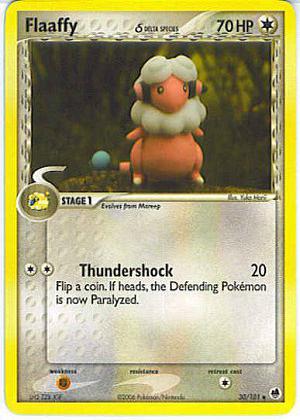 Flaaffy δ DELTA SPECIES 70 HP
Illus. Yuka Morii
STAGE 1 Evolves from Mareep
Thundershock 20
Flip a coin. If heads, the Defending Pokémon
is now Paralyzed.
weakness resistance retreat cost
©2006 Pokémon/Nintendo 30/101